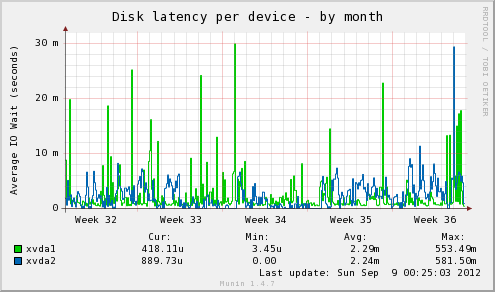 Disk latency per device - by month
RRDTOOL / TOBI OETIKER
Average IO Wait (seconds)
30 m
20 m
10 m
0
Week 32 Week 33 Week 34 Week 35 Week 36
Cur: Min: Avg: Max:
xvda1 418.11u 3.45u 2.29m 553.49m
xvda2 889.73u 0.00 2.24m 581.50m
Last update: Sun Sep 9 00:25:03 2012
Munin 1.4.7